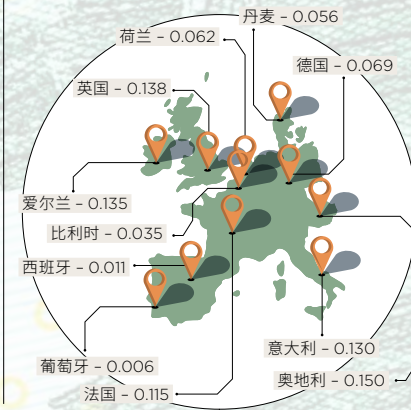 丹麦 – 0.056
荷兰 – 0.062
德国 – 0.069
英国 – 0.138
爱尔兰 – 0.135
比利时 – 0.035
西班牙 – 0.011
意大利 – 0.130
葡萄牙 – 0.006
奥地利 – 0.150
法国 – 0.115